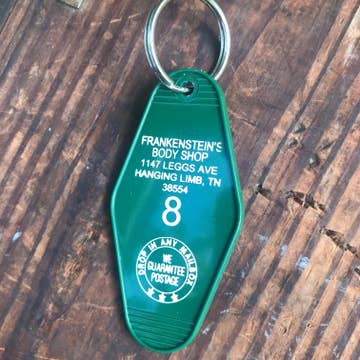 FRANKENSTEIN'S
BODY SHOP
1147 LEGGS AVE
HANGING LIMB, TN
38554
8
DROP IN ANY MAILBOX
WE
GUARANTEE
POSTAGE